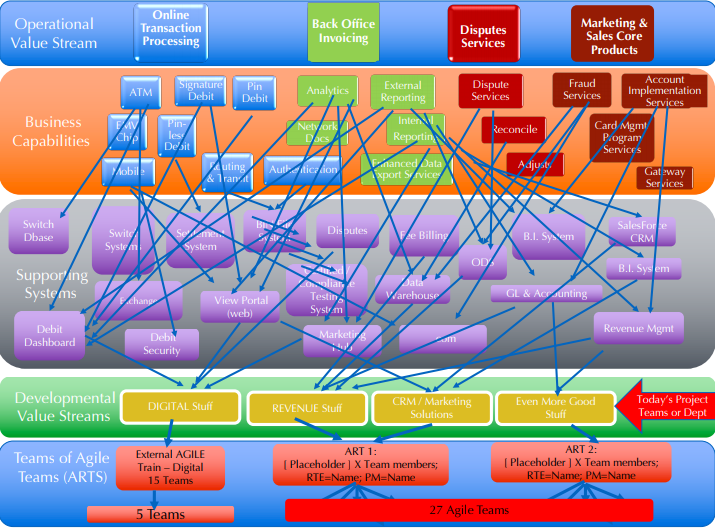 Operational
Value Stream
Online
Transaction
Processing
Back Office
Invoicing
Disputes
Services
Marketing &
Sales Core
Products
Business
Capabilities
ATM
Signature
Debit
Pin
Debit
Analytics
External
Reporting
Dispute
Services
Fraud
Services
Account
Implementation
Services
EMV
Chip
Pin-
less
Debit
Network
Docs
Internal
Reporting
Reconcile
Card Mgmt
Program
Services
Mobile
Routing
& Transit
Authentication
Enhanced Data
Export Services
Adjusts
Gateway
Services
Supporting
Systems
Switch
Dbase
Switch
Systems
Settlement
System
System
Disputes
Fee Billing
B.I. System
SalesForce
CRM
ODS
B.I. System
Exchange
View Portal
(web)
Compliance
Testing
System
Data
Warehouse
GL & Accounting
Debit
Dashboard
Debit
Security
Marketing
Hub
Revenue Mgmt
Developmental
Value Streams
DIGITAL Stuff
REVENUE Stuff
CRM / Marketing
Solutions
Even More Good
Stuff
Today's Project
Teams or Dept
Teams of Agile
Teams (ARTS)
External AGILE
Train – Digital
15 Teams
ART 1:
[ Placeholder ] X Team members;
RTE=Name; PM=Name
ART 2:
[ Placeholder ] X Team members;
RTE=Name; PM=Name
5 Teams
27 Agile Teams